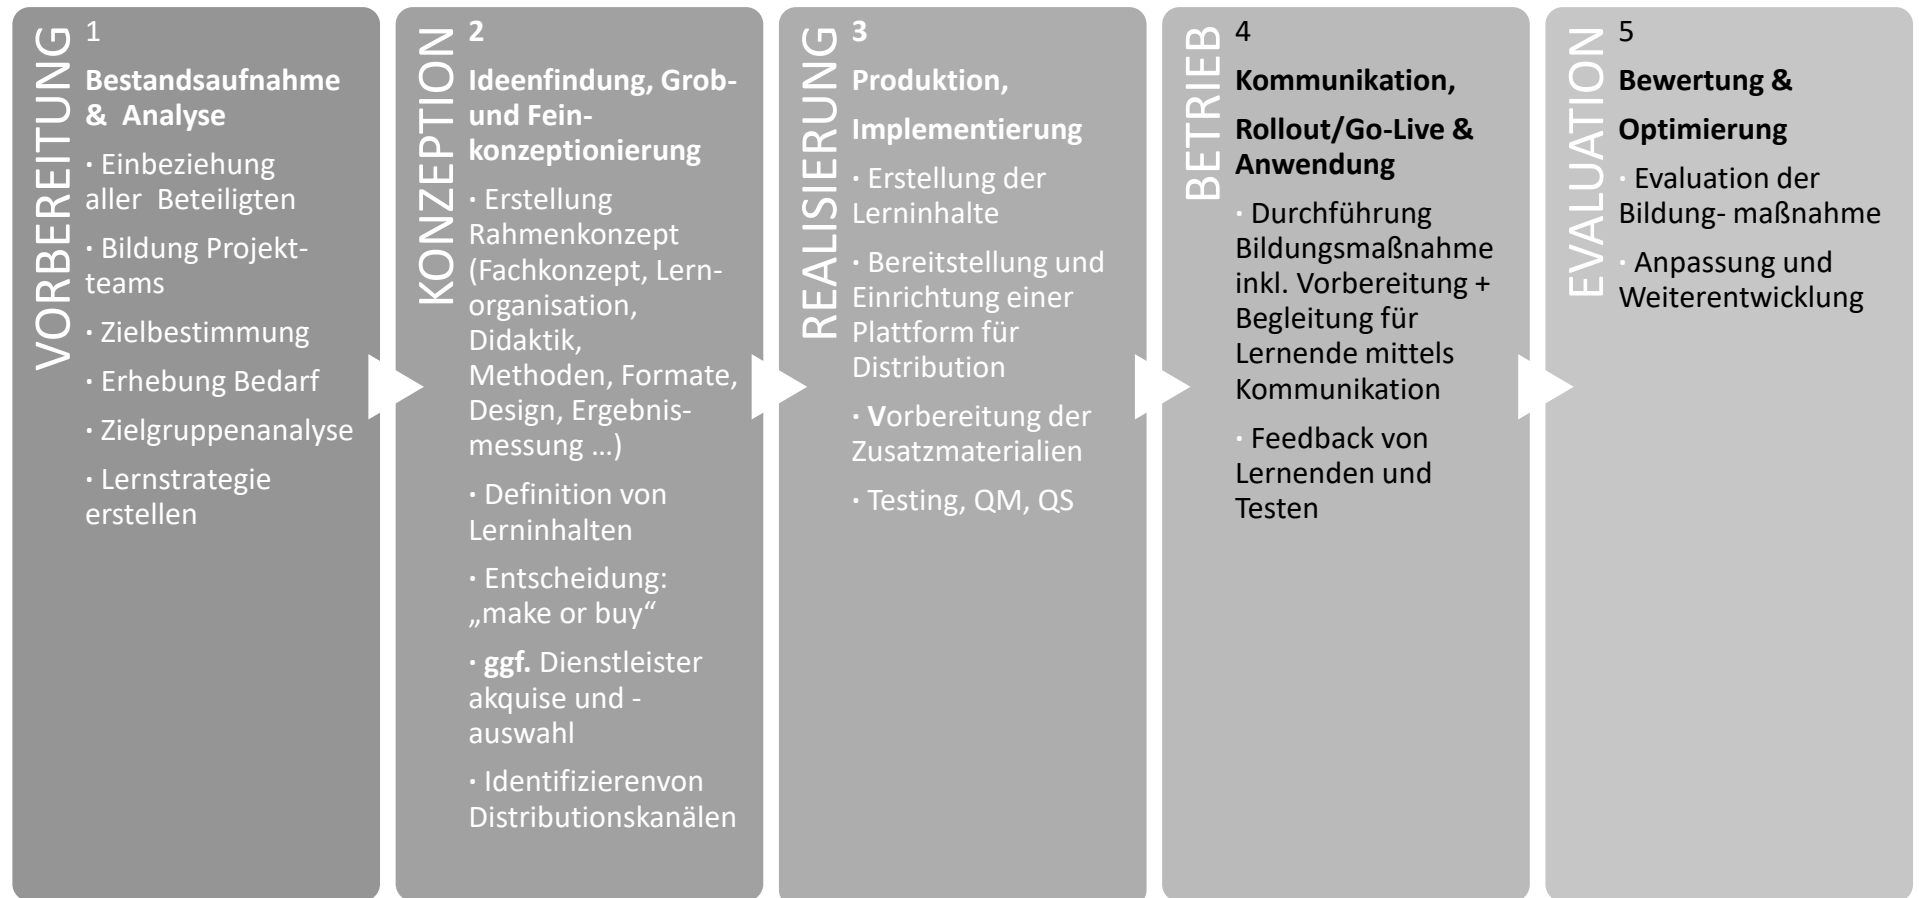 VORBEREITUNG
1
Bestandsaufnahme
& Analyse
· Einbeziehung
aller Beteiligten
· Bildung Projekt-
teams
· Zielbestimmung
· Erhebung Bedarf
· Zielgruppenanalyse
· Lernstrategie
erstellen
KONZEPTION
2
Ideenfindung, Grob-
und Fein-
konzeptionierung
· Erstellung
Rahmenkonzept
(Fachkonzept, Lern-
organisation,
Didaktik,
Methoden, Formate,
Design, Ergebnis-
messung …)
· Definition von
Lerninhalten
· Entscheidung:
„make or buy“
· ggf. Dienstleister
akquise und -
auswahl
· Identifizierenvon
Distributionskanälen
REALISIERUNG
3
Produktion,
Implementierung
· Erstellung der
Lerninhalte
· Bereitstellung und
Einrichtung einer
Plattform für
Distribution
· Vorbereitung der
Zusatzmaterialien
· Testing, QM, QS
BETRIEB
4
Kommunikation,
Rollout/Go-Live &
Anwendung
· Durchführung
Bildungsmaßnahme
inkl. Vorbereitung +
Begleitung für
Lernende mittels
Kommunikation
· Feedback von
Lernenden und
Testen
EVALUATION
5
Bewertung &
Optimierung
· Evaluation der
Bildung- maßnahme
· Anpassung und
Weiterentwicklung